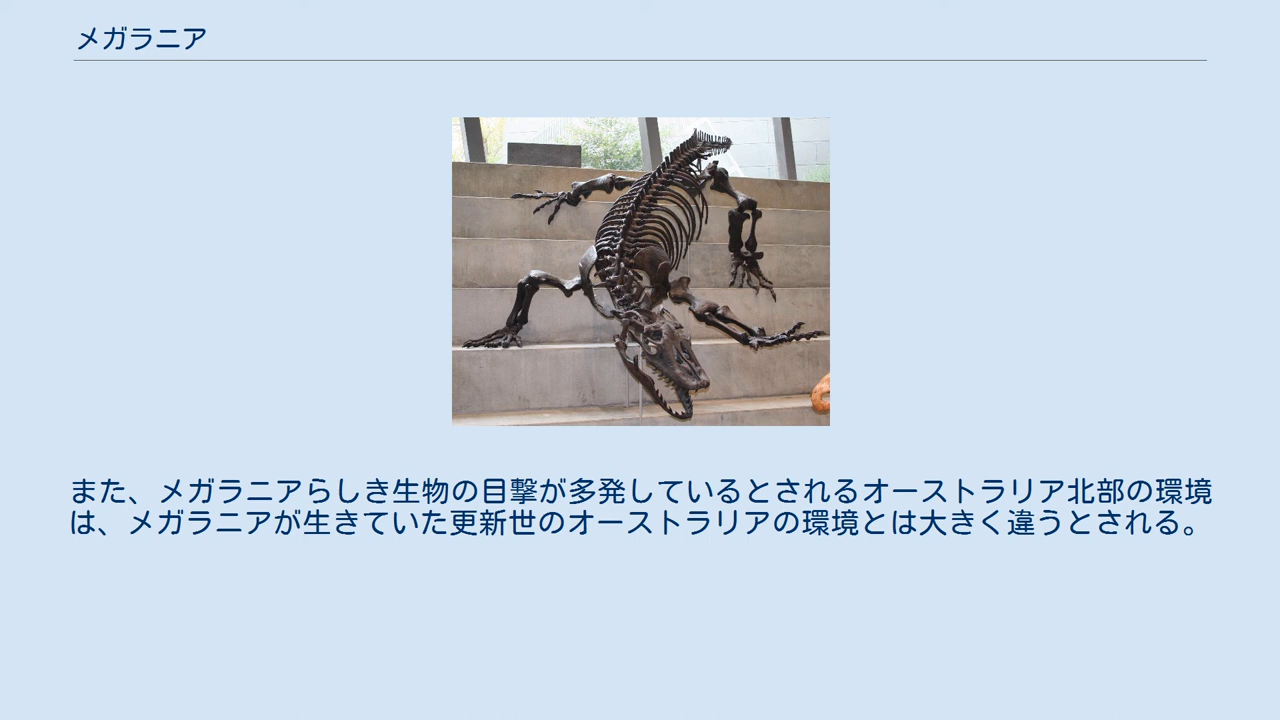 メガラニア
また、メガラニアらしき生物の目撃が多発しているとされるオーストラリア北部の環境
は、メガラニアが生きていた更新世のオーストラリアの環境とは大きく違うとされる。